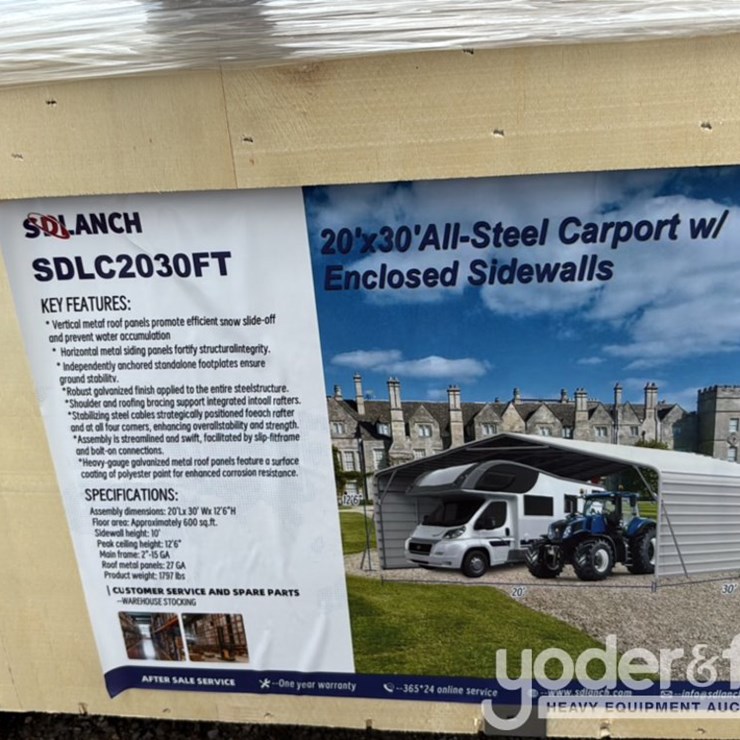 SDLANCH
SDLC2030FT
KEY FEATURES:
* Vertical metal roof panels promote efficient snow slide-off
and prevent water accumulation
* Horizontal metal siding panels fortify structuralintegrity.
* Independently anchored standalone footplates ensure
ground stability.
*Robust galvanized finish applied to the entire steelstructure.
*Shoulder and roofing bracing support integrated intoall rafters.
*Stabilizing steel cables strategically positioned foeach rafter
and at all four corners, enhancing overallstability and strength.
*Assembly is streamlined and swift, facilitated by slip-fitframe
and bolt-on connections.
*Heavy-gauge galvanized metal roof panels feature a surface
coating of polyester paint for enhanced corrosion resistance.
SPECIFICATIONS:
Assembly dimensions: 20'Lx 30' Wx 12'6"H
Floor area: Approximately 600 sq.ft.
Sidewall height: 10'
Peak ceiling height: 12'6"
Main frame: 2"-15 GA
Roof metal panels: 27 GA
Product weight: 1797 lbs
CUSTOMER SERVICE AND SPARE PARTS
--WAREHOUSE STOCKING
20'x30'All-Steel Carport w/
Enclosed Sidewalls
12'6"
20'
30'
AFTER SALE SERVICE --One year warranty --365*24 online service --www.sdlanch.com --info@sdlanch
yoder&f
HEAVY EQUIPMENT AUC